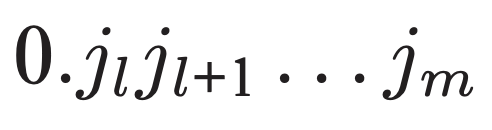 0.j_l j_{l+1} . . . j_m